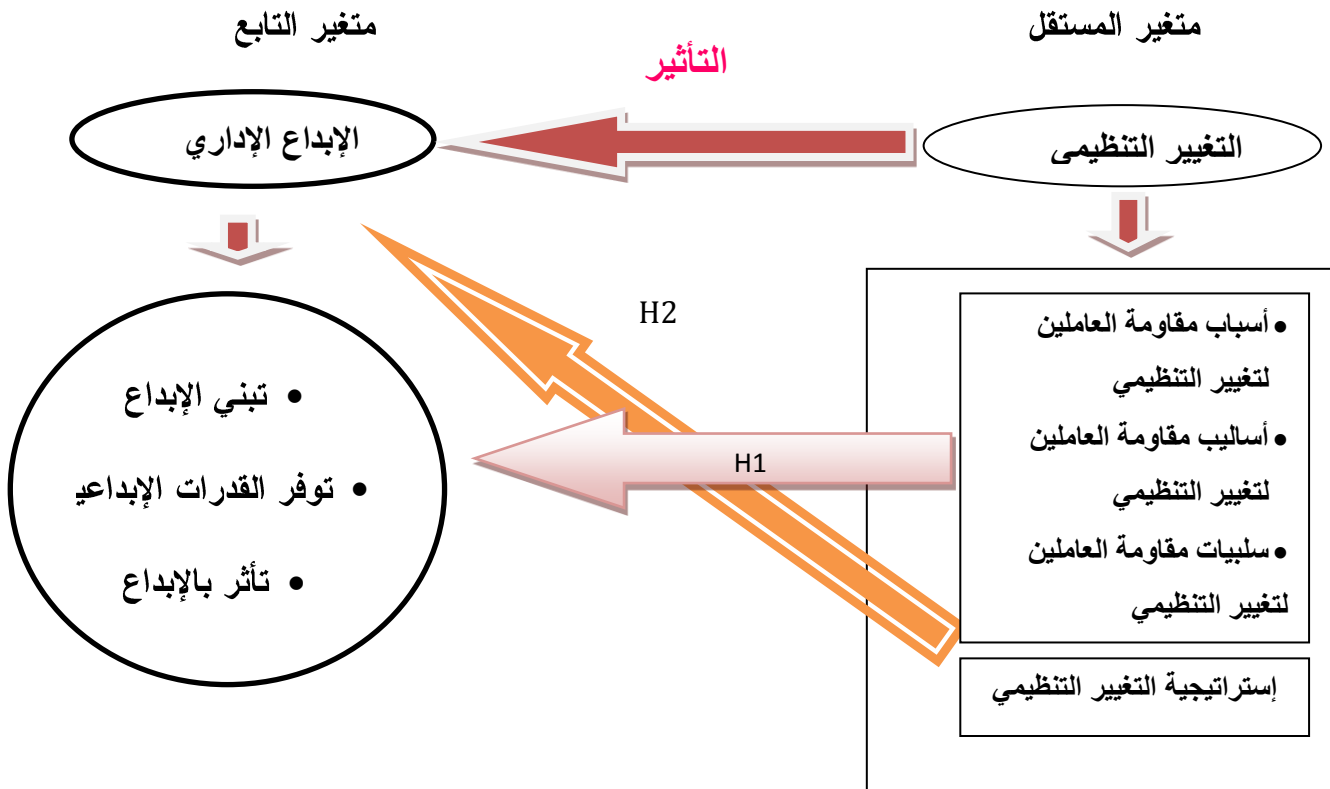 متغير المستقل
متغير التابع
التأثير
التغيير التنظيمى
الإبداع الإداري
• أسباب مقاومة العاملين
لتغيير التنظيمي
• أساليب مقاومة العاملين
لتغيير التنظيمي
• سلبيات مقاومة العاملين
لتغيير التنظيمي
إستراتيجية التغيير التنظيمي
H2
H1
• تبني الإبداع
• توفر القدرات الإبداعي
• تأثر بالإبداع